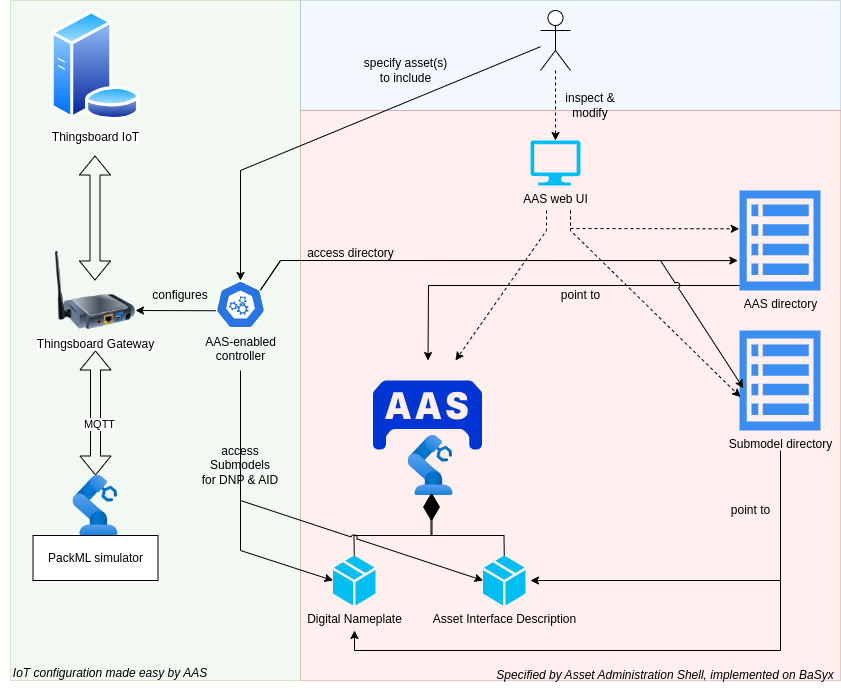 specify asset(s)
to include
inspect &
modify
Thingsboard IoT
AAS web UI
access directory
configures
point to
AAS directory
Thingsboard Gateway
AAS-enabled
controller
AAS
MQTT
Submodel directory
access
Submodels
for DNP & AID
point to
PackML simulator
Digital Nameplate
Asset Interface Description
IoT configuration made easy by AAS
Specified by Asset Administration Shell, implemented on BaSyx